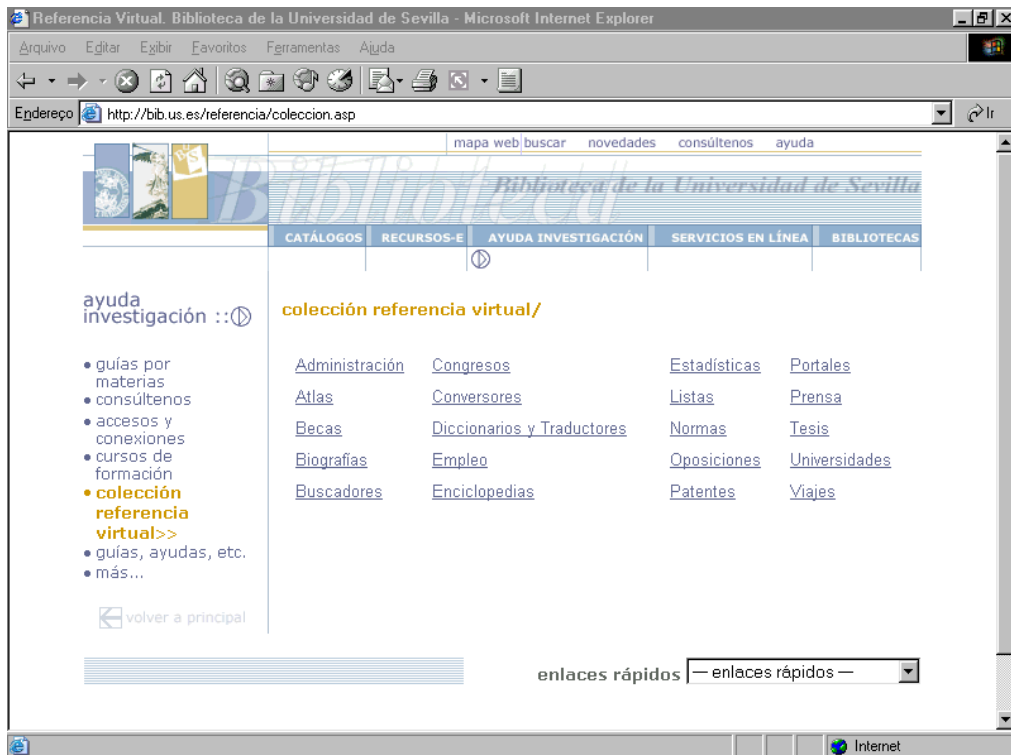 Referencia Virtual. Biblioteca de la Universidad de Sevilla - Microsoft Internet Explorer
Arquivo Editar Exibir Favoritos Ferramentas Ajuda
Endereço http://bib.us.es/referencia/coleccion.asp Ir
mapa web buscar novedades consúltenos ayuda
Biblioteca
Biblioteca de la Universidad de Sevilla
CATÁLOGOS RECURSOS-E AYUDA INVESTIGACIÓN SERVICIOS EN LÍNEA BIBLIOTECAS
ayuda
investigación ::
• guías por
materias
• consúltenos
• accesos y
conexiones
• cursos de
formación
• colección
referencia
virtual>>
• guías, ayudas, etc.
• más...
volver a principal
colección referencia virtual/
Administración Congresos Estadísticas Portales
Atlas Conversores Listas Prensa
Becas Diccionarios y Traductores Normas Tesis
Biografías Empleo Oposiciones Universidades
Buscadores Enciclopedias Patentes Viajes
enlaces rápidos — enlaces rápidos —
Internet